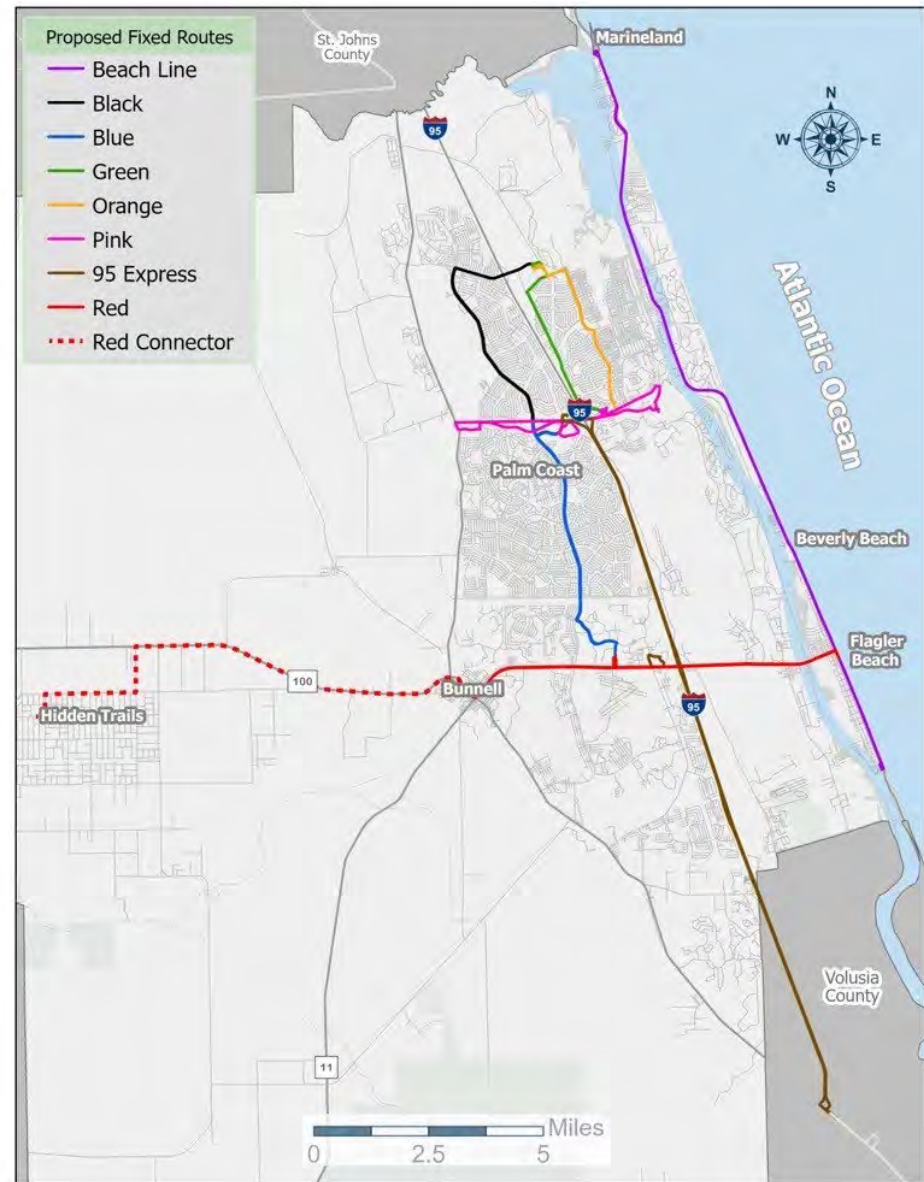 Proposed Fixed Routes
Beach Line
Black
Blue
Green
Orange
Pink
95 Express
Red
Red Connector
St. Johns
County
Marineland
95
N
W
E
S
Atlantic Ocean
95
Palm Coast
Beverly Beach
Flagler
Beach
100
Bunnell
Hidden Trails
95
Volusia
County
11
Miles
0
2.5
5